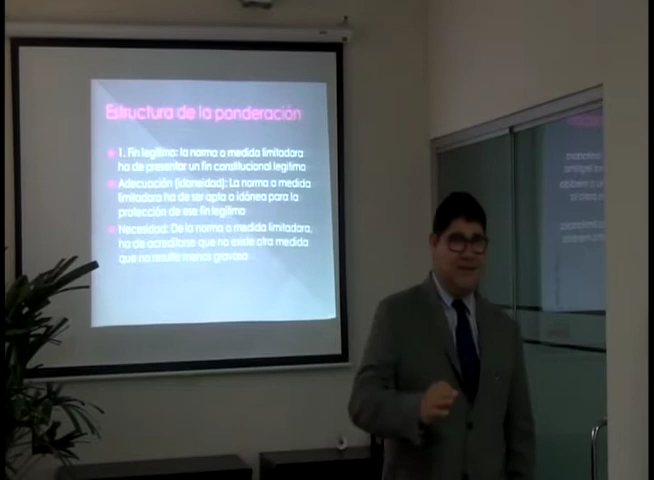 Estructura de la ponderación
1. Fin legítimo: la norma o medida limitadora
ha de presentar un fin constitucional legítimo
Adecuación (idoneidad): La norma o medida
limitadora ha de ser apta o idónea para la
protección de ese fin legítimo
Necesidad: De la norma o medida limitadora,
ha de acreditarse que no existe otra medida
que no resulte menos gravosa